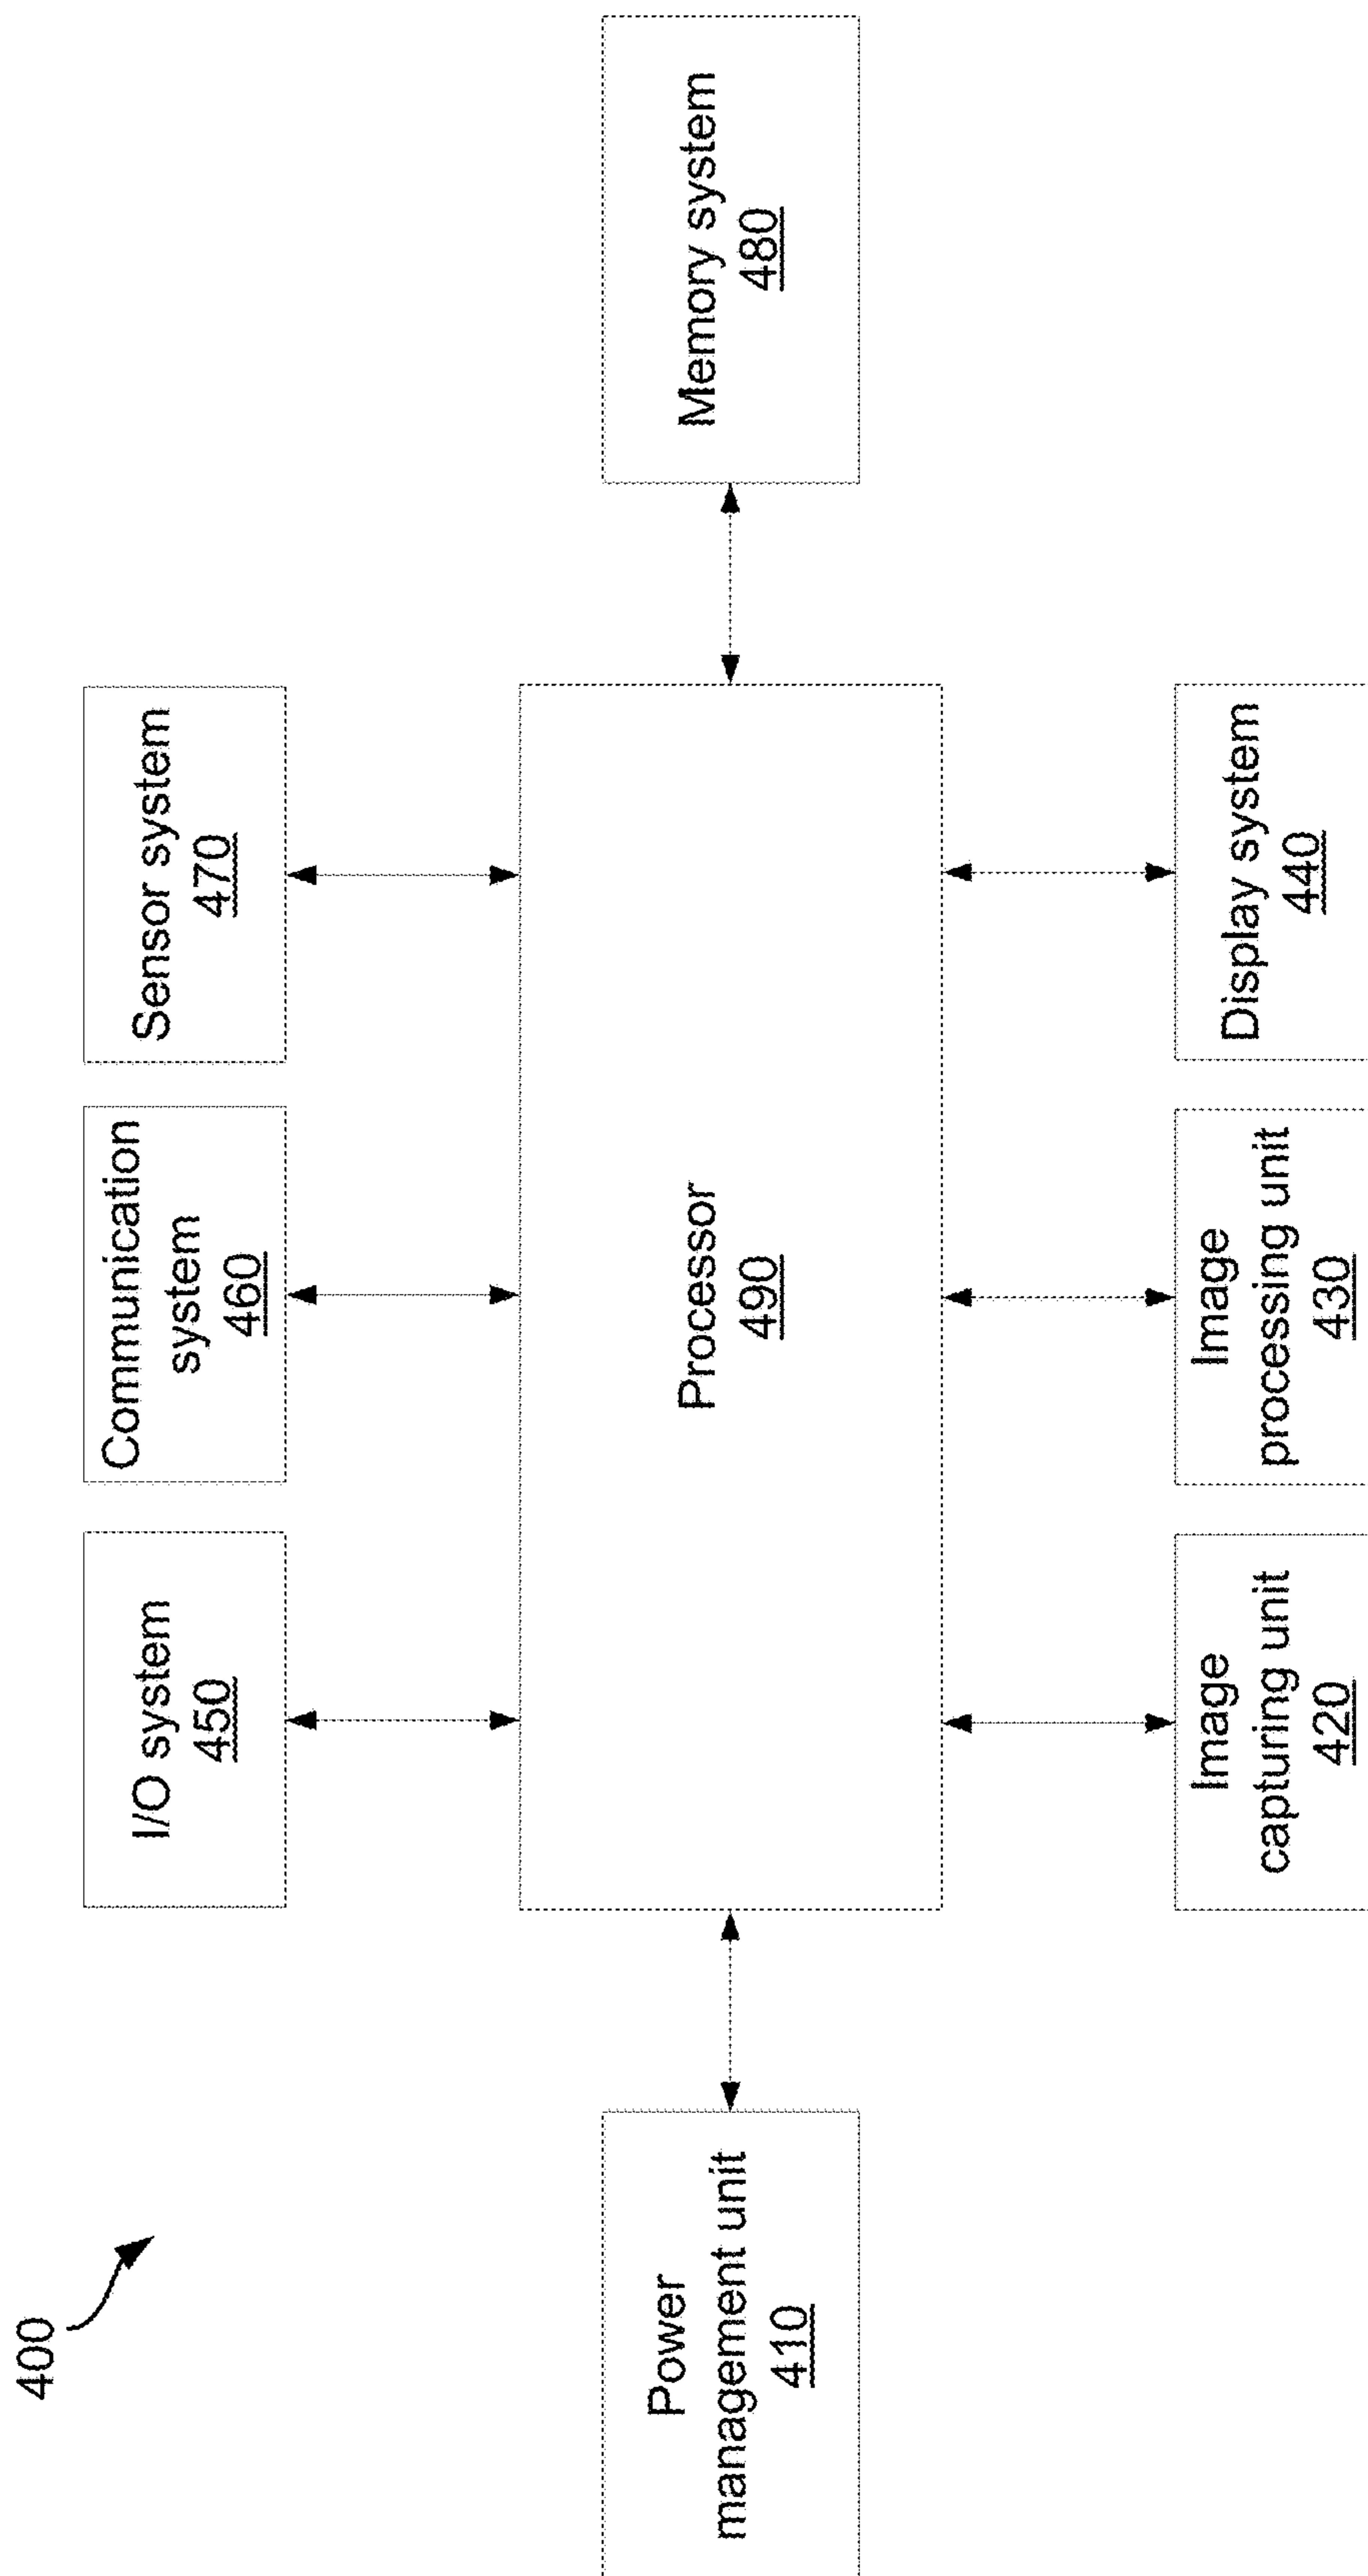 400
I/O system
450
Communication
system
460
Sensor system
470
Power
management unit
410
Processor
490
Memory system
480
Image
capturing unit
420
Image
processing unit
430
Display system
440